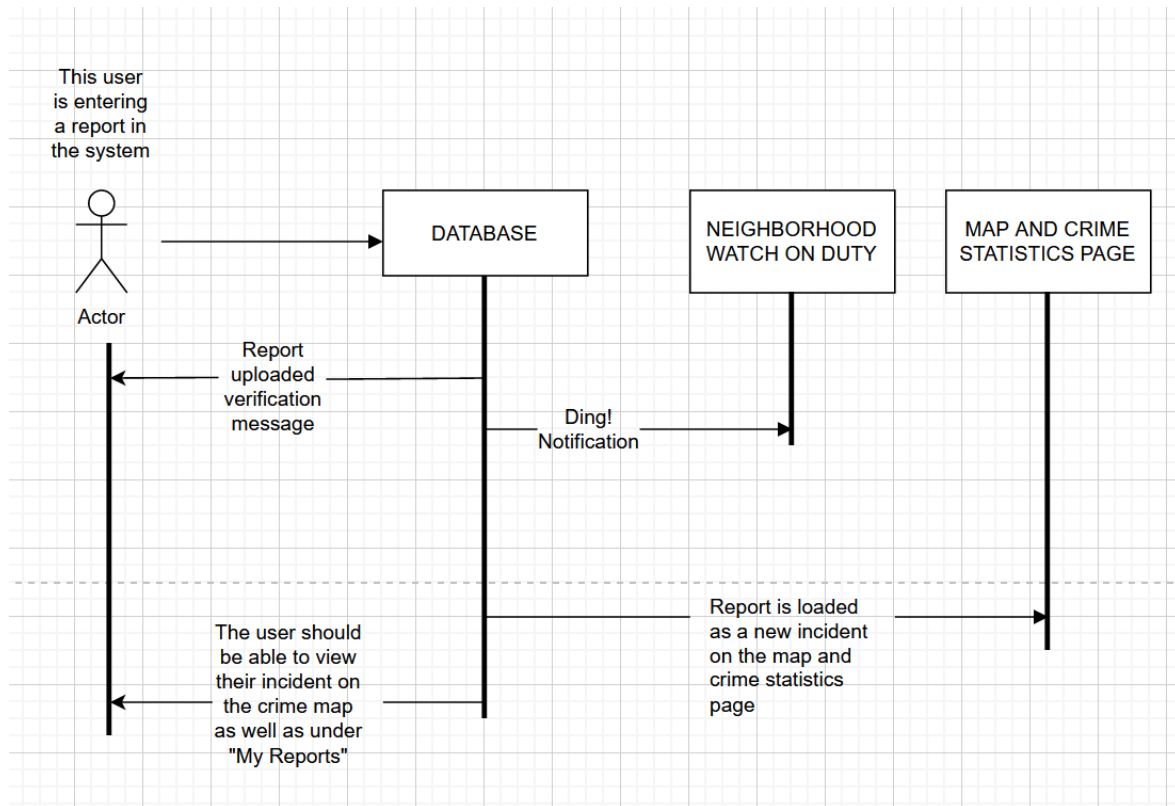 This user
is entering
a report in
the system
Actor
DATABASE
NEIGHBORHOOD
WATCH ON DUTY
MAP AND CRIME
STATISTICS PAGE
Report
uploaded
verification
message
Ding!
Notification
Report is loaded
as a new incident
on the map and
crime statistics
page
The user should
be able to view
their incident on
the crime map
as well as under
"My Reports"